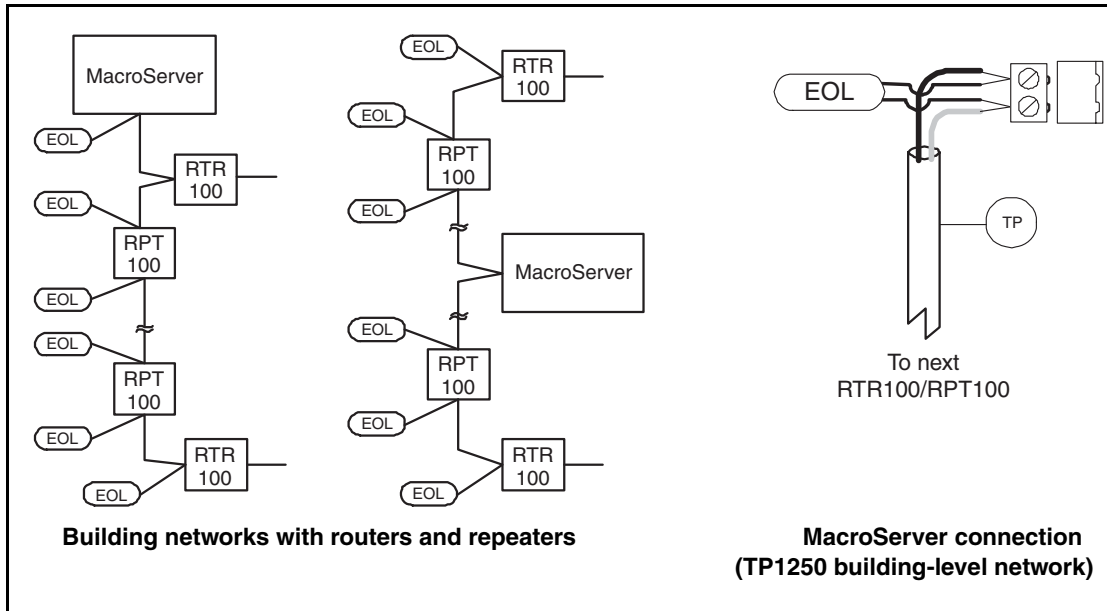 MacroServer
EOL
RTR
100
EOL
RPT
100
EOL
EOL
RPT
100
EOL
RTR
100
EOL
EOL
RTR
100
EOL
RPT
100
EOL
MacroServer
EOL
RPT
100
EOL
RTR
100
EOL
Building networks with routers and repeaters
EOL
TP
To next
RTR100/RPT100
MacroServer connection
(TP1250 building-level network)